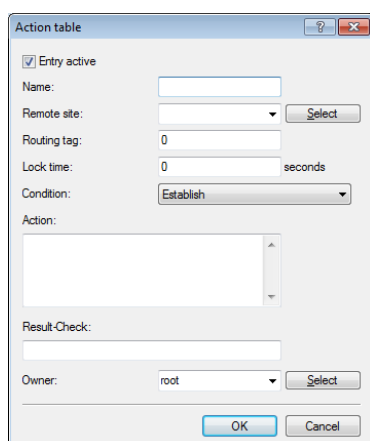 Action table
Entry active
Name:
Remote site:
Select
Routing tag:
0
Lock time:
0
seconds
Condition:
Establish
Action:
Result-Check:
Owner:
root
Select
OK
Cancel